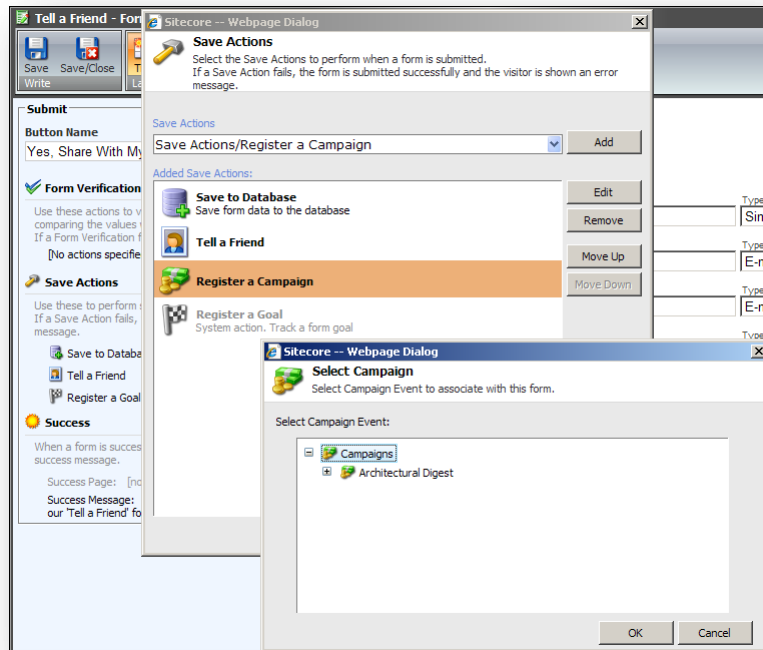 Tell a Friend - For
Sitecore -- Webpage Dialog
Save Actions
Select the Save Actions to perform when a form is submitted.
If a Save Action fails, the form is submitted successfully and the visitor is shown an error
message.
Save
Save/Close
Write
Submit
Button Name
Yes, Share With My
Save Actions
Save Actions/Register a Campaign
Add
Added Save Actions:
Save to Database
Save form data to the database
Tell a Friend
Register a Campaign
Register a Goal
System action. Track a form goal
Edit
Remove
Move Up
Move Down
Form Verification
Use these actions to v
comparing the values
If a Form Verification f
[No actions specifie
Save Actions
Use these to perform
If a Save Action fails,
message.
Save to Databa
Tell a Friend
Register a Goal
Success
When a form is succes
success message.
Success Page: [no
Success Message:
our 'Tell a Friend' fo
Type
Sin
Type
E-m
Type
E-m
Type
Sitecore -- Webpage Dialog
Select Campaign
Select Campaign Event to associate with this form.
Select Campaign Event:
Campaigns
Architectural Digest
OK
Cancel